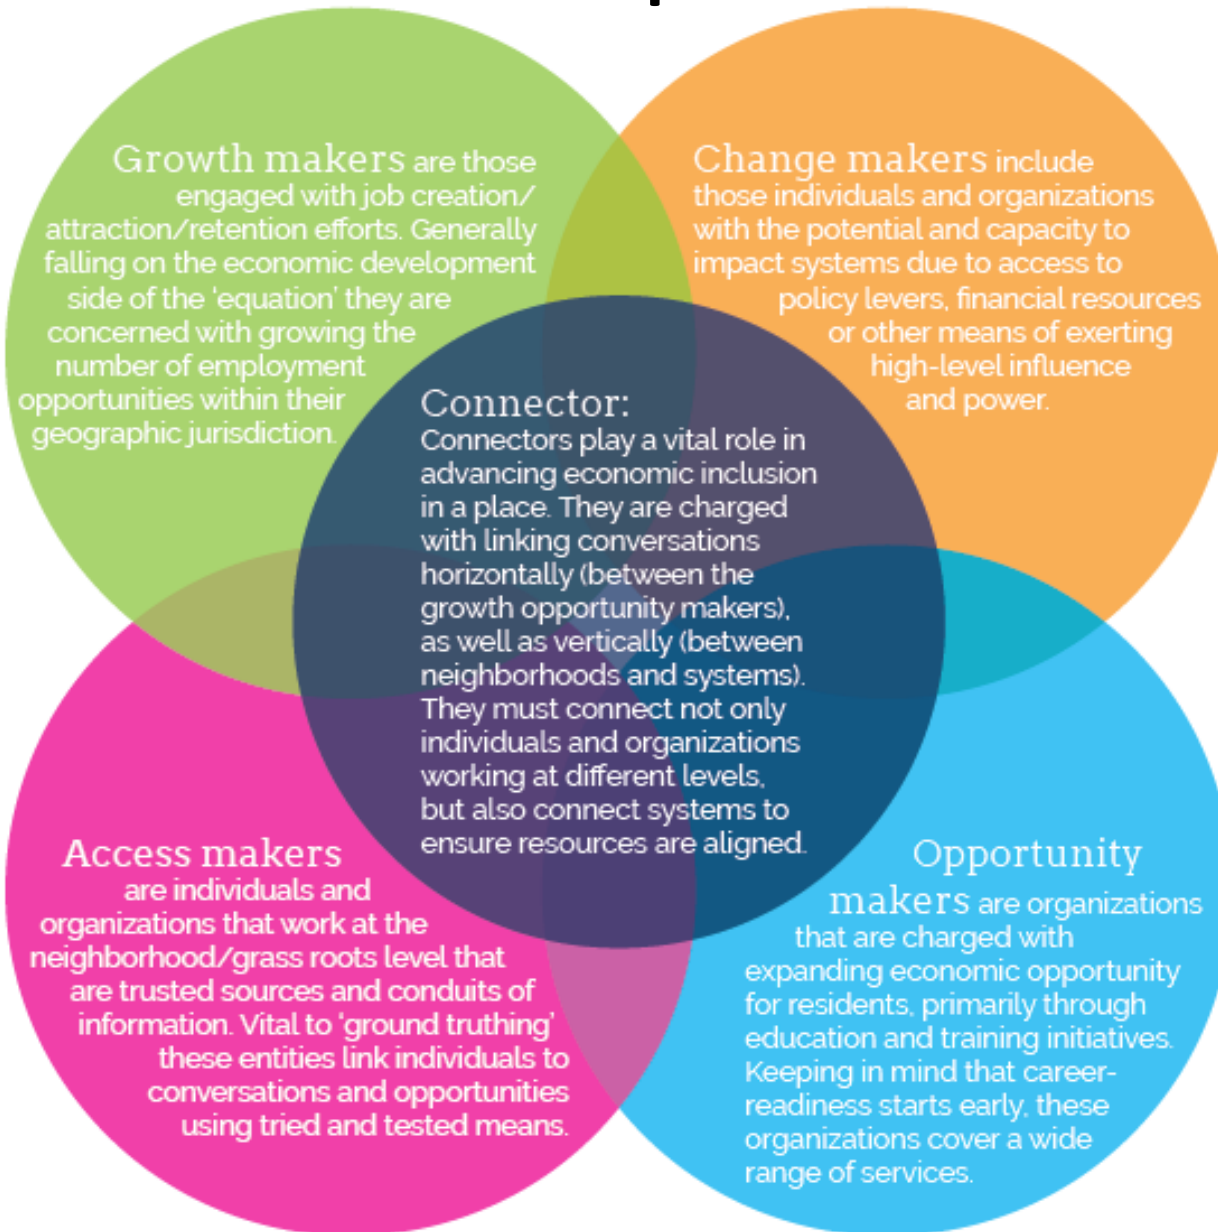 Growth makers are those
engaged with job creation/
attraction/retention efforts. Generally
falling on the economic development
side of the ‘equation’ they are
concerned with growing the
number of employment
opportunities within their
geographic jurisdiction.
Change makers include
those individuals and organizations
with the potential and capacity to
impact systems due to access to
policy levers, financial resources
or other means of exerting
high-level influence
and power.
Connector:
Connectors play a vital role in
advancing economic inclusion
in a place. They are charged
with linking conversations
horizontally (between the
growth opportunity makers),
as well as vertically (between
neighborhoods and systems).
They must connect not only
individuals and organizations
working at different levels,
but also connect systems to
ensure resources are aligned.
Access makers
are individuals and
organizations that work at the
neighborhood/grass roots level that
are trusted sources and conduits of
information. Vital to ‘ground truthing’
these entities link individuals to
conversations and opportunities
using tried and tested means.
Opportunity
makers are organizations
that are charged with
expanding economic opportunity
for residents, primarily through
education and training initiatives.
Keeping in mind that career-
readiness starts early, these
organizations cover a wide
range of services.